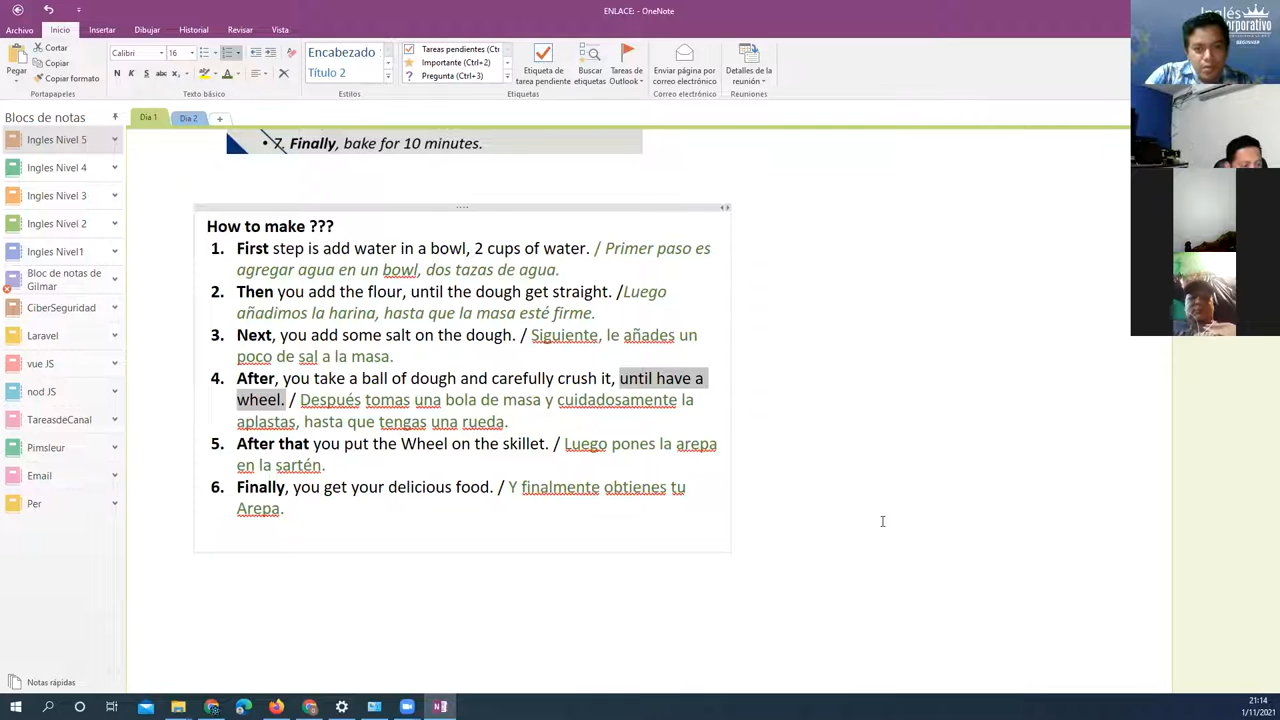 ENLACE: - OneNote
Archivo Inicio Insertar Dibujar Historial Revisar Vista
Pegar
Cortar
Copiar
Copiar formato
Portapapeles
Calibri 16
N K S abc x
Texto básico
Encabezado
Título 2
Estilos
Tareas pendientes (Ctr
Importante (Ctrl+2)
Pregunta (Ctrl+3)
Etiqueta de
tarea pendiente
Buscar
etiquetas
Etiquetas
Tareas de
Outlook
Enviar página por
correo electrónico
Correo electrónico
Detalles de la
reunión
Reuniones
Inglés
orporativo
BEGINNER
Blocs de notas
Dia 1 Dia 2
Ingles Nivel 5
Ingles Nivel 4
Ingles Nivel 3
Ingles Nivel 2
Ingles Nivel1
Bloc de notas de
Gilmar
CiberSeguridad
Laravel
vue JS
nod JS
TareasdeCanal
Pimsleur
Email
Per
Notas rápidas
• 7. Finally, bake for 10 minutes.
How to make ???
1. First step is add water in a bowl, 2 cups of water. / Primer paso es
agregar agua en un bowl, dos tazas de agua.
2. Then you add the flour, until the dough get straight. /Luego
añadimos la harina, hasta que la masa esté firme.
3. Next, you add some salt on the dough. / Siguiente, le añades un
poco de sal a la masa.
4. After, you take a ball of dough and carefully crush it, until have a
wheel. / Después tomas una bola de masa y cuidadosamente la
aplastas, hasta que tengas una rueda.
5. After that you put the Wheel on the skillet. / Luego pones la arepa
en la sartén.
6. Finally, you get your delicious food. / Y finalmente obtienes tu
Arepa.
21:14
1/11/2021